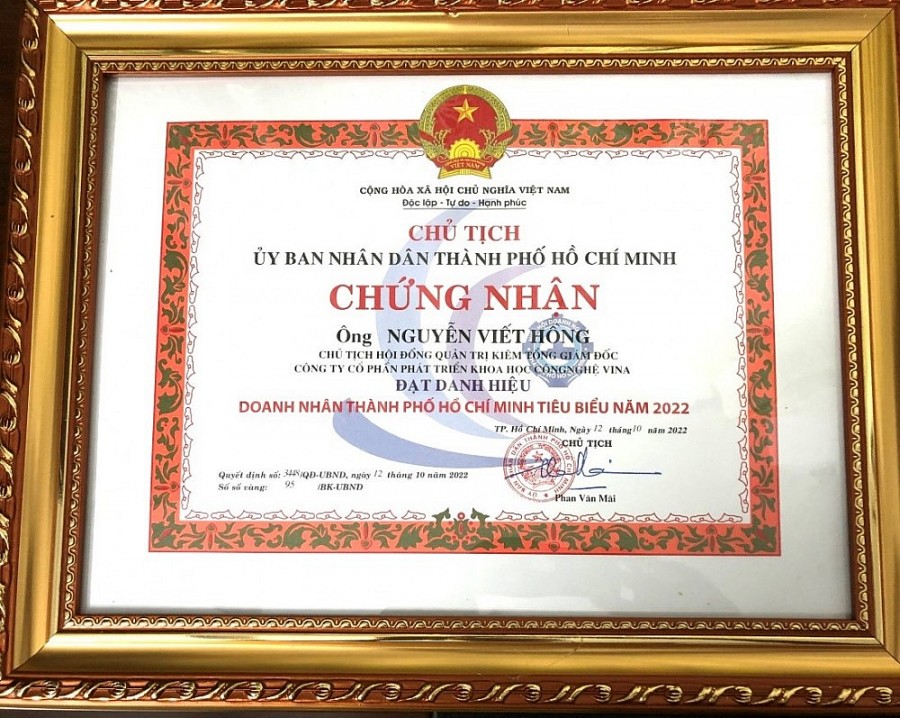 VIỆT NAM
CỘNG HÒA XÃ HỘI CHỦ NGHĨA VIỆT NAM
Độc lập - Tự do - Hạnh phúc
CHỦ TỊCH
ỦY BAN NHÂN DÂN THÀNH PHỐ HỒ CHÍ MINH
CHỨNG NHẬN
Ông NGUYỄN VIẾT HỒNG
CHỦ TỊCH HỘI ĐỒNG QUẢN TRỊ KIÊM TỔNG GIÁM ĐỐC
CÔNG TY CỔ PHẦN PHÁT TRIỂN KHOA HỌC CÔNGNGHỆ VINA
ĐẠT DANH HIỆU
DOANH NHÂN THÀNH PHỐ HỒ CHÍ MINH TIÊU BIỂU NĂM 2022
TP. Hồ Chí Minh, Ngày 12 tháng 10 năm 2022
CHỦ TỊCH
Quyết định số: 3448/QĐ-UBND, ngày 12 tháng 10 năm 2022
Số sổ vàng: 95 /BK-UBND
Phan Văn Mãi